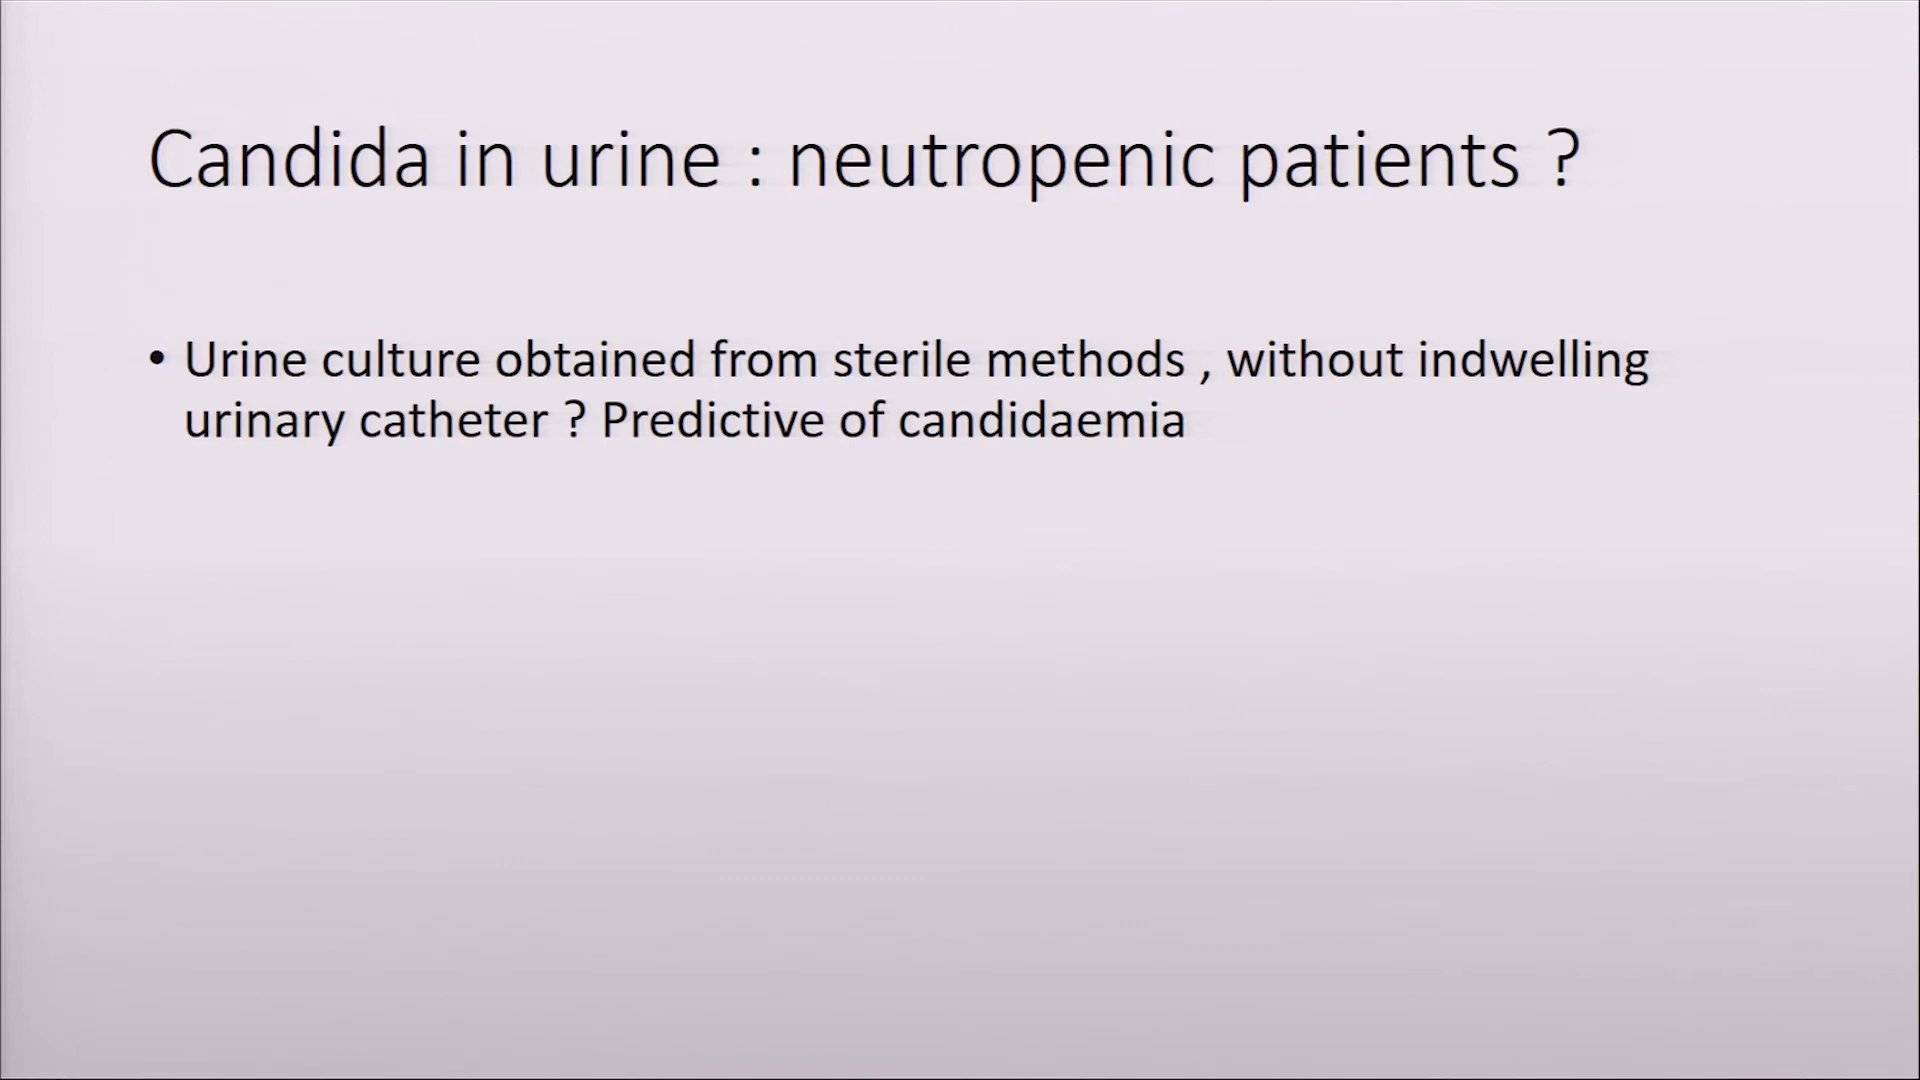 Candida in urine : neutropenic patients ?
• Urine culture obtained from sterile methods , without indwelling
urinary catheter ? Predictive of candidaemia